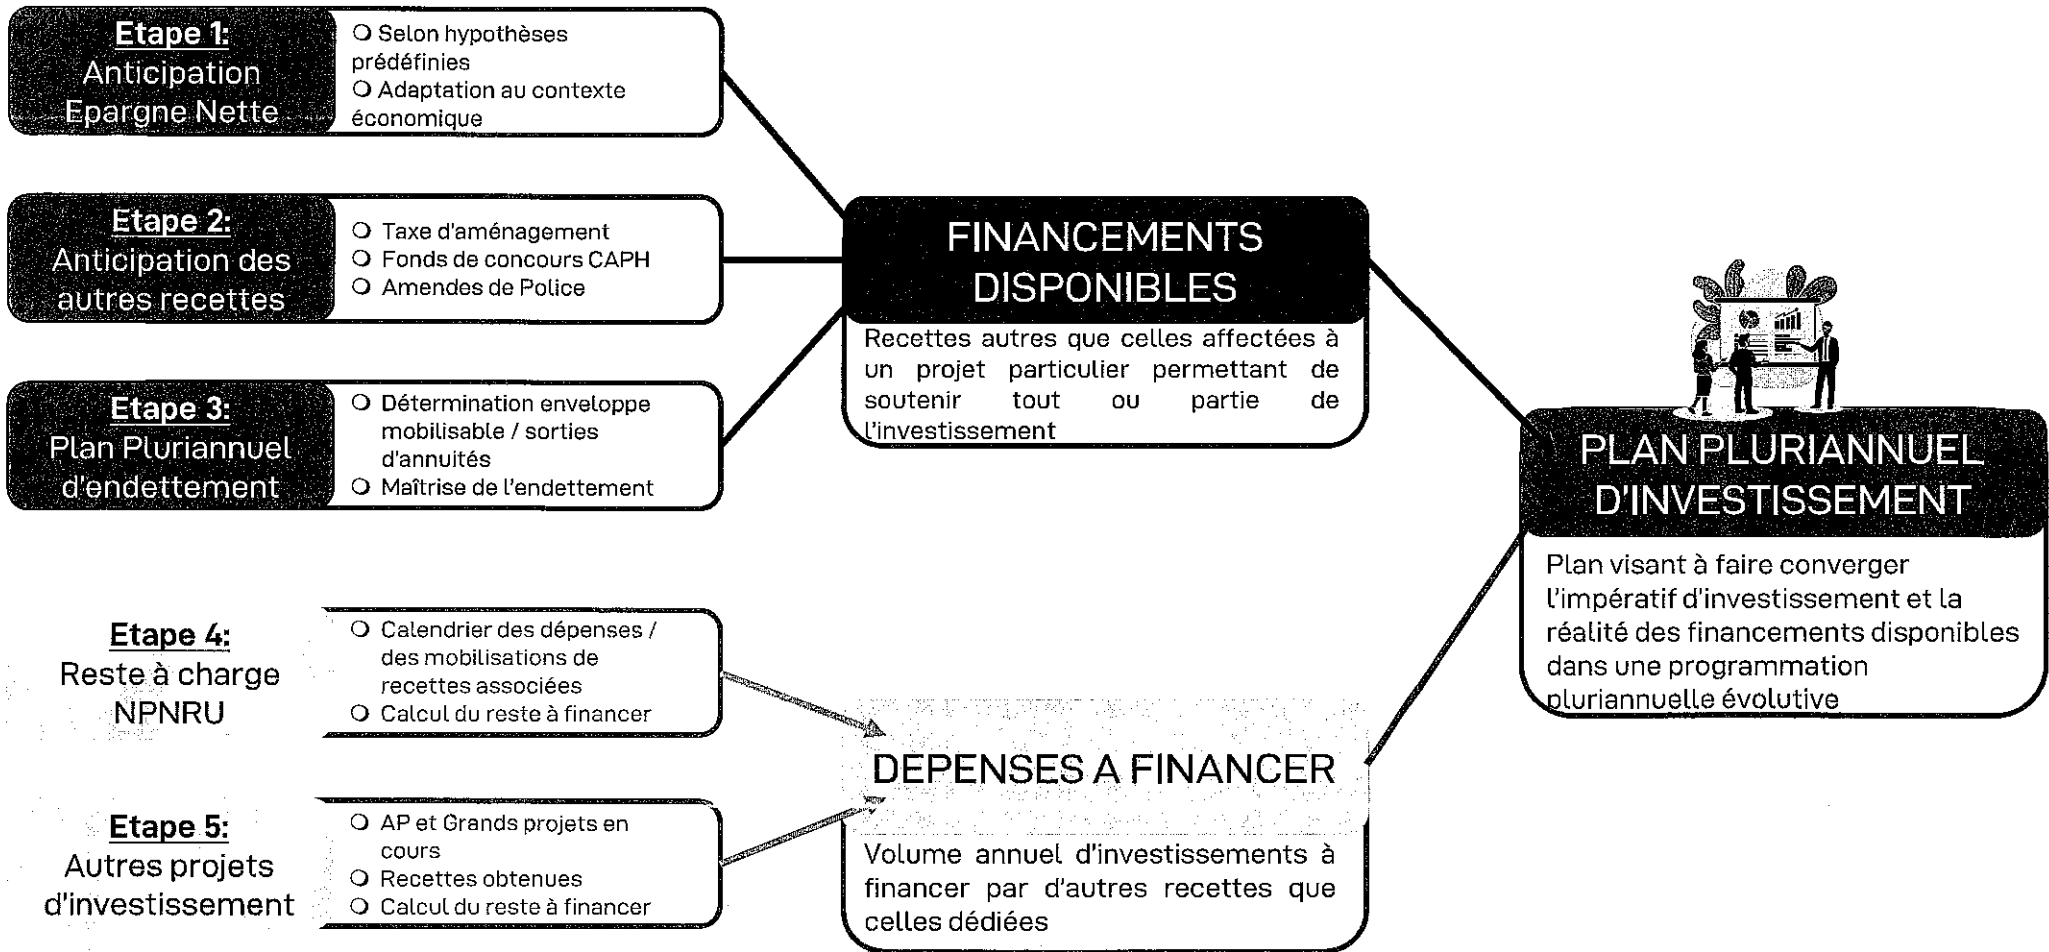 Etape 1:
Anticipation
Epargne Nette
❍ Selon hypothèses
prédéfinies
❍ Adaptation au contexte
économique
Etape 2:
Anticipation des
autres recettes
❍ Taxe d'aménagement
❍ Fonds de concours CAPH
❍ Amendes de Police
Etape 3:
Plan Pluriannuel
d'endettement
❍ Détermination enveloppe
mobilisable / sorties
d'annuités
❍ Maîtrise de l'endettement
Etape 4:
Reste à charge
NPNRU
❍ Calendrier des dépenses /
des mobilisations de
recettes associées
❍ Calcul du reste à financer
Etape 5:
Autres projets
d'investissement
❍ AP et Grands projets en
cours
❍ Recettes obtenues
❍ Calcul du reste à financer
FINANCEMENTS
DISPONIBLES
Recettes autres que celles affectées à
un projet particulier permettant de
soutenir tout ou partie de
l'investissement
DEPENSES A FINANCER
Volume annuel d'investissements à
financer par d'autres recettes que
celles dédiées
PLAN PLURIANNUEL
D'INVESTISSEMENT
Plan visant à faire converger
l'impératif d'investissement et la
réalité des financements disponibles
dans une programmation
pluriannuelle évolutive